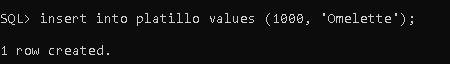 SQL> insert into platillo values (1000, 'Omelette');
1 row created.